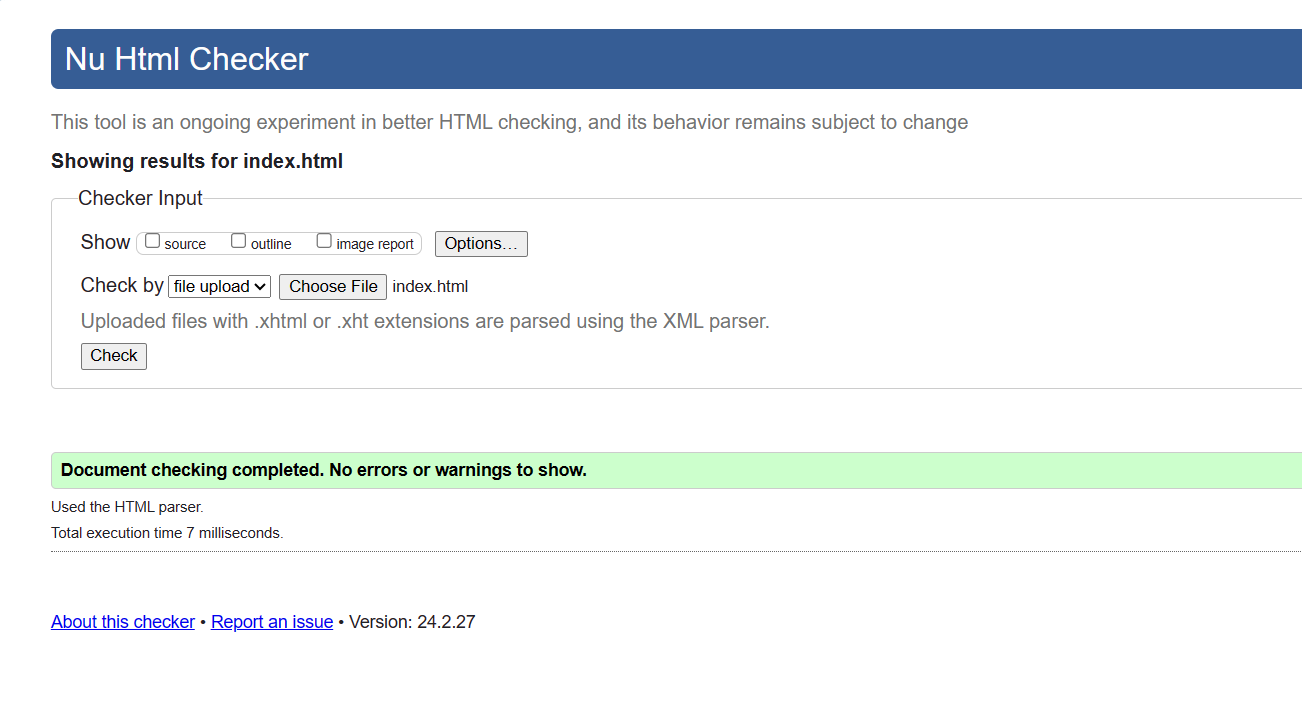 Nu Html Checker
This tool is an ongoing experiment in better HTML checking, and its behavior remains subject to change
Showing results for index.html
Checker Input
Show source outline image report Options…
Check by file upload Choose File index.html
Uploaded files with .xhtml or .xht extensions are parsed using the XML parser.
Check
Document checking completed. No errors or warnings to show.
Used the HTML parser.
Total execution time 7 milliseconds.
About this checker • Report an issue • Version: 24.2.27